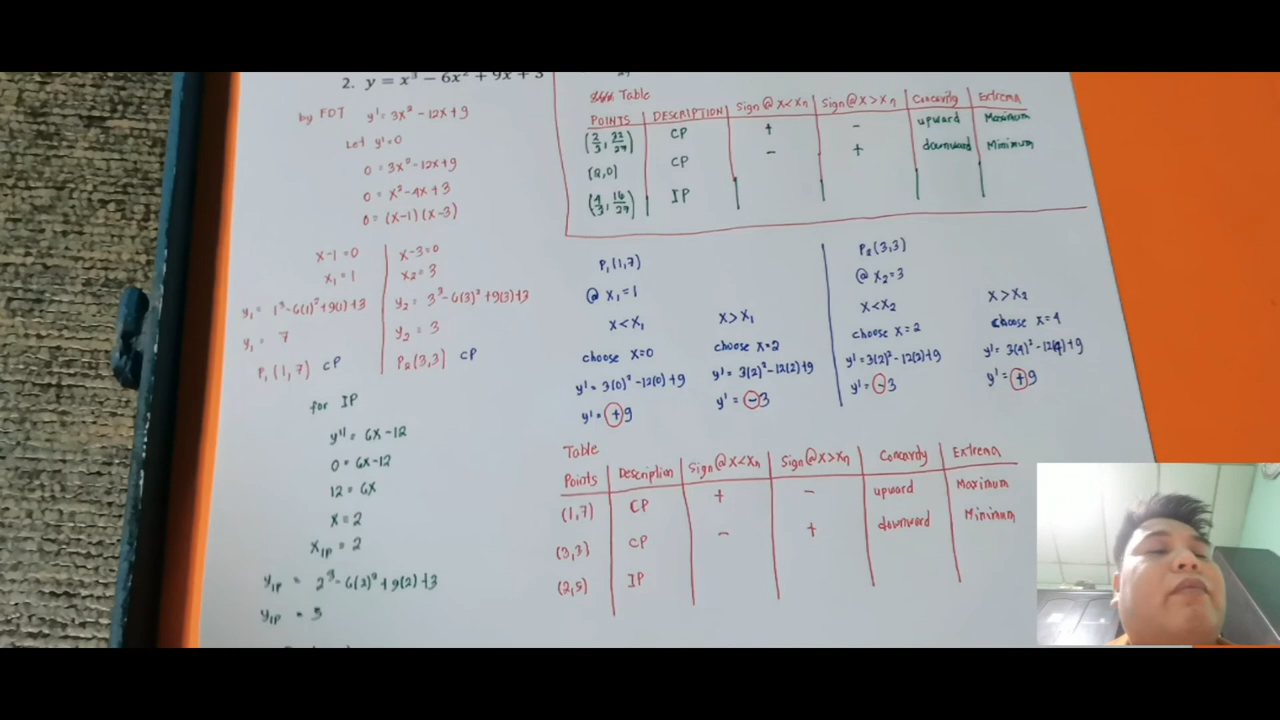 2. y = x³ − 6x² + 9x + 3
by FDT y' = 3x² - 12x + 9
Let y' = 0
0 = 3x² - 12x + 9
0 = x² - 4x + 3
0 = (x-1)(x-3)
x - 1 = 0
x₁ = 1
y₁ = 1³ - 6(1)² + 9(1) + 3
y₁ = 7
P₁(1,7) CP
x - 3 = 0
x₂ = 3
y₂ = 3³ - 6(3)² + 9(3) + 3
y₂ = 3
P₂(3,3) CP
for IP
y'' = 6x - 12
0 = 6x - 12
12 = 6x
x = 2
x_IP = 2
y_IP = 2³ - 6(2)² + 9(2) + 3
y_IP = 5
Table
POINTS DESCRIPTION Sign @ x<xₙ Sign @ x>xₙ Concavity Extrema
(2/3, 22/27) CP + - upward Maximum
(2,0) CP - + downward Minimum
(4/3, 16/27) IP
P₁(1,7)
@ x₁ = 1
x < x₁
choose x=0
y' = 3(0)² - 12(0) + 9
y' = +9
x > x₁
choose x=2
y' = 3(2)² - 12(2) + 9
y' = -3
P₂(3,3)
@ x₂ = 3
x < x₂
choose x=2
y' = 3(2)² - 12(2) + 9
y' = -3
x > x₂
choose x=4
y' = 3(4)² - 12(4) + 9
y' = +9
Table
Points Description Sign @ x<xₙ Sign @ x>xₙ Concavity Extrema
(1,7) CP + - upward Maximum
(3,3) CP - + downward Minimum
(2,5) IP